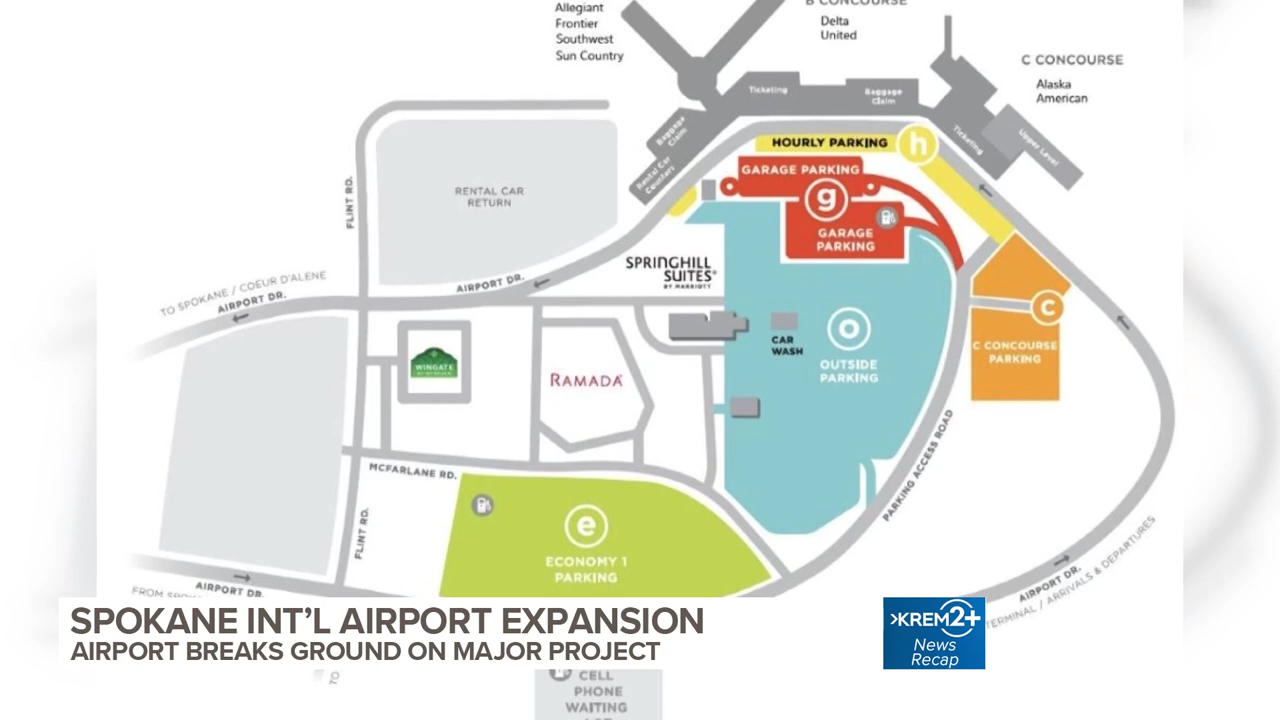 Allegiant
Frontier
Southwest
Sun Country
B CONCOURSE
Delta
United
C CONCOURSE
Alaska
American
Ticketing
Baggage
Claim
Baggage
Claim
Rental Car
Counters
Ticketing
Upper Level
HOURLY PARKING
h
GARAGE PARKING
g
GARAGE
PARKING
RENTAL CAR
RETURN
FLINT RD.
SPRINGHILL
SUITES
BY MARRIOTT
AIRPORT DR.
TO SPOKANE / COEUR D'ALENE
AIRPORT DR.
C
C CONCOURSE
PARKING
CAR
WASH
O
OUTSIDE
PARKING
WINGATE
RAMADA
MCFARLANE RD.
PARKING ACCESS ROAD
FLINT RD.
e
ECONOMY 1
PARKING
AIRPORT DR.
AIRPORT DR.
TERMINAL / ARRIVALS & DEPARTURES
SPOKANE INT'L AIRPORT EXPANSION
AIRPORT BREAKS GROUND ON MAJOR PROJECT
KREM2+
News
Recap
CELL
PHONE
WAITING